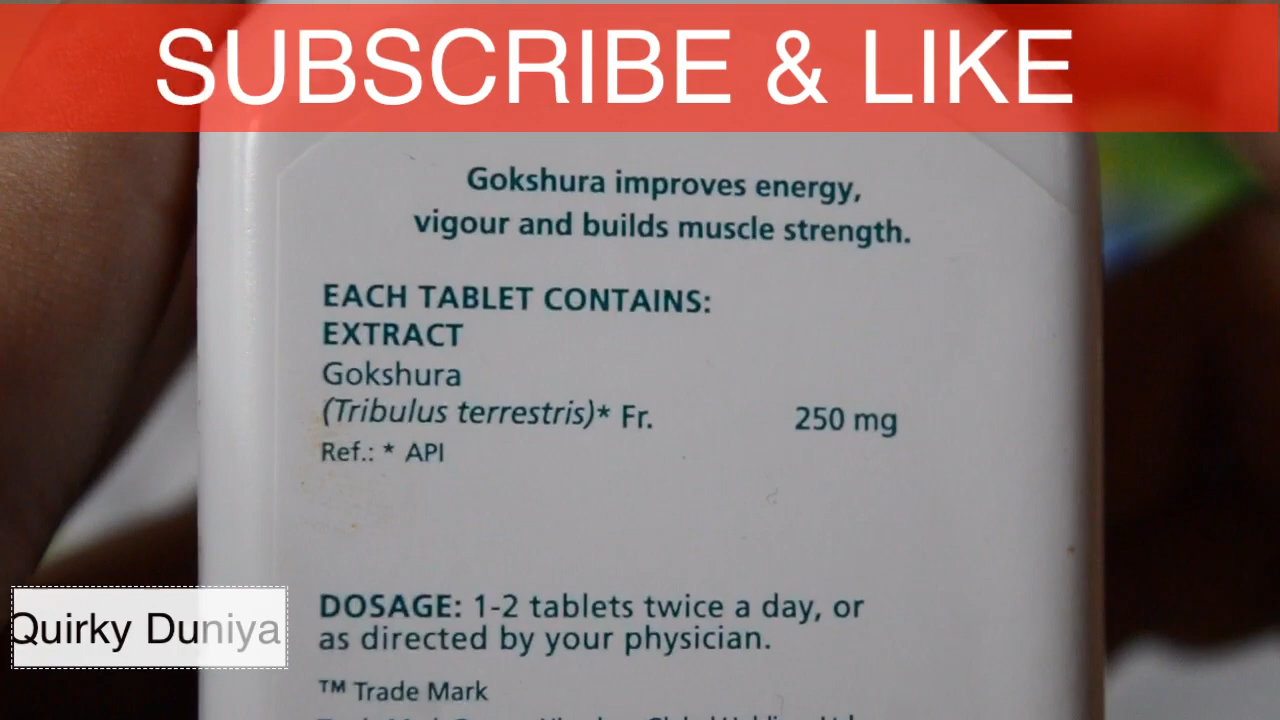 SUBSCRIBE & LIKE
Gokshura improves energy,
vigour and builds muscle strength.
EACH TABLET CONTAINS:
EXTRACT
Gokshura
(Tribulus terrestris)* Fr. 250 mg
Ref.: * API
DOSAGE: 1-2 tablets twice a day, or
as directed by your physician.
Quirky Duniya
™ Trade Mark